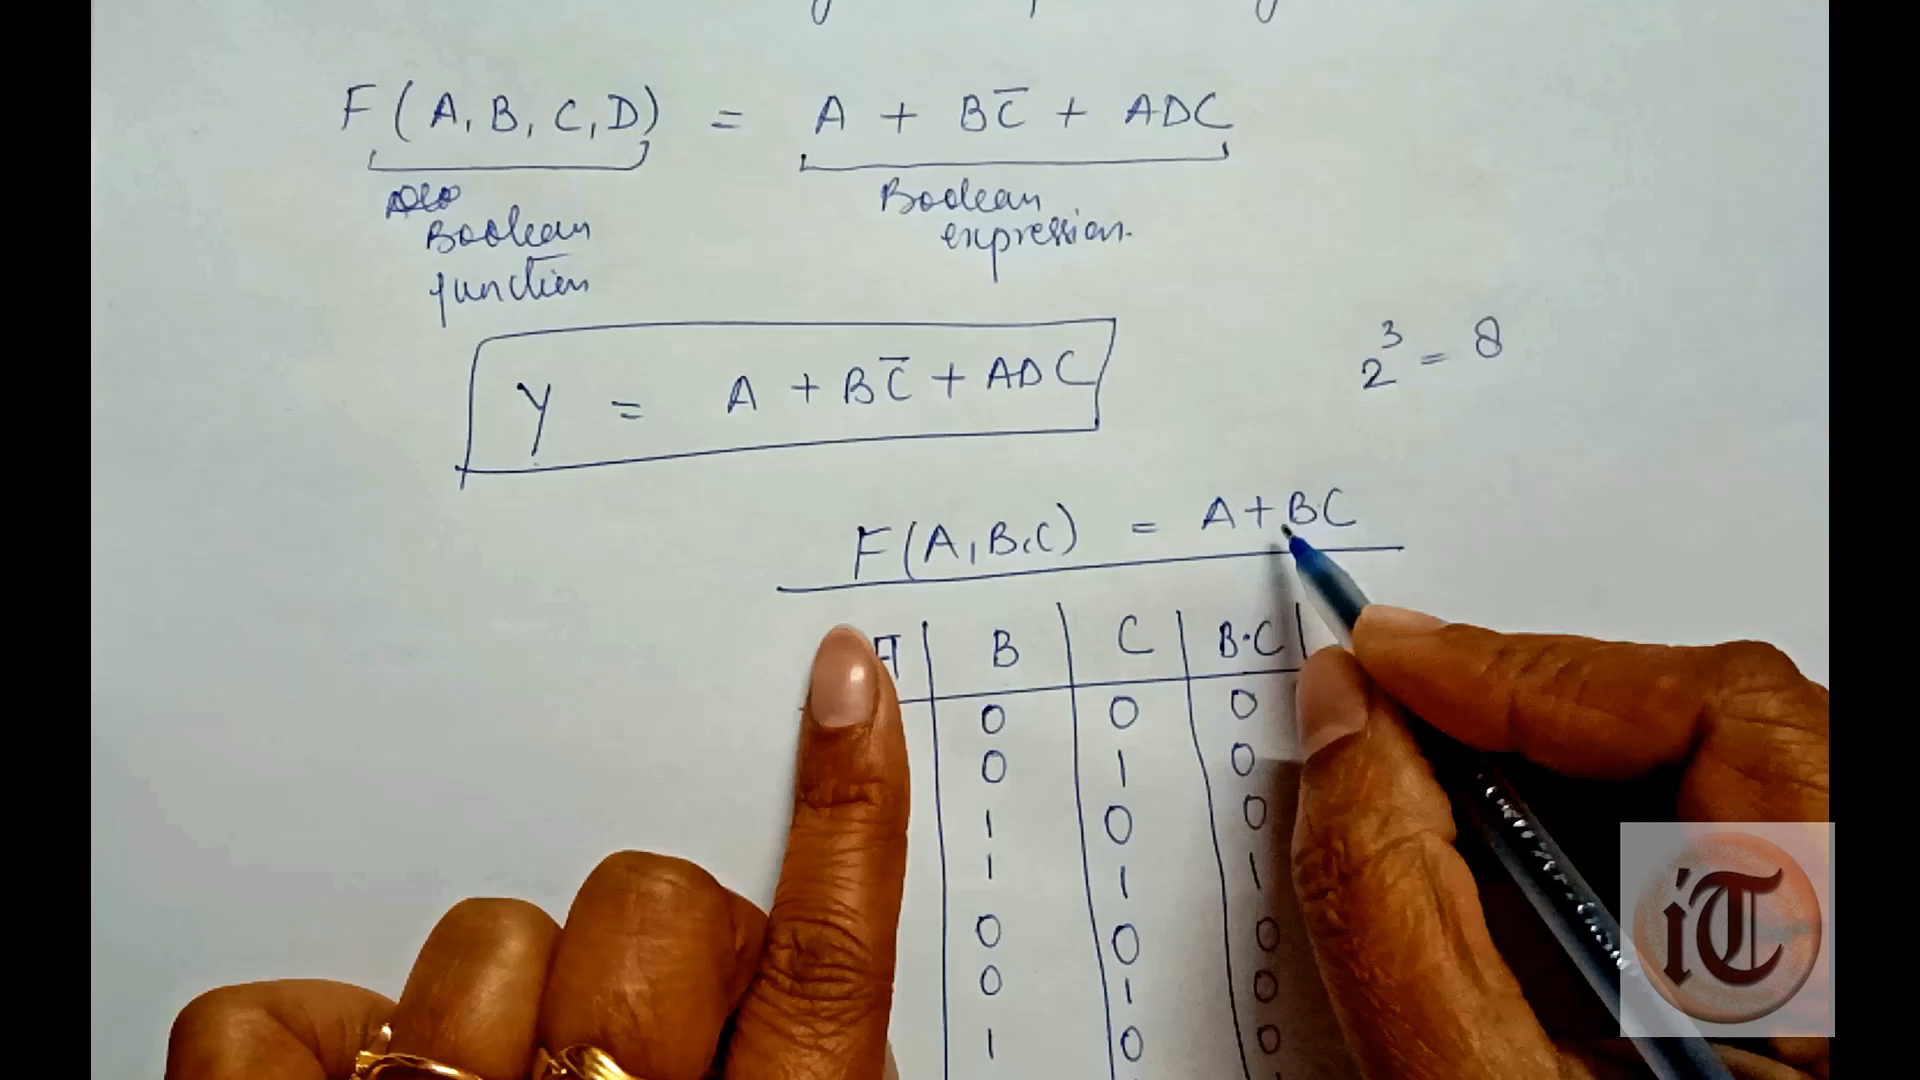 F(A, B, C, D) = A + BC̅ + ADC
Boolean function
Boolean expression.
Y = A + BC̅ + ADC
2³ = 8
F(A, B, C) = A+BC
A B C B·C
0 0 0
0 1 0
1 0 0
1 1 1
0 0 0
0 1 0
1 0 0
iT